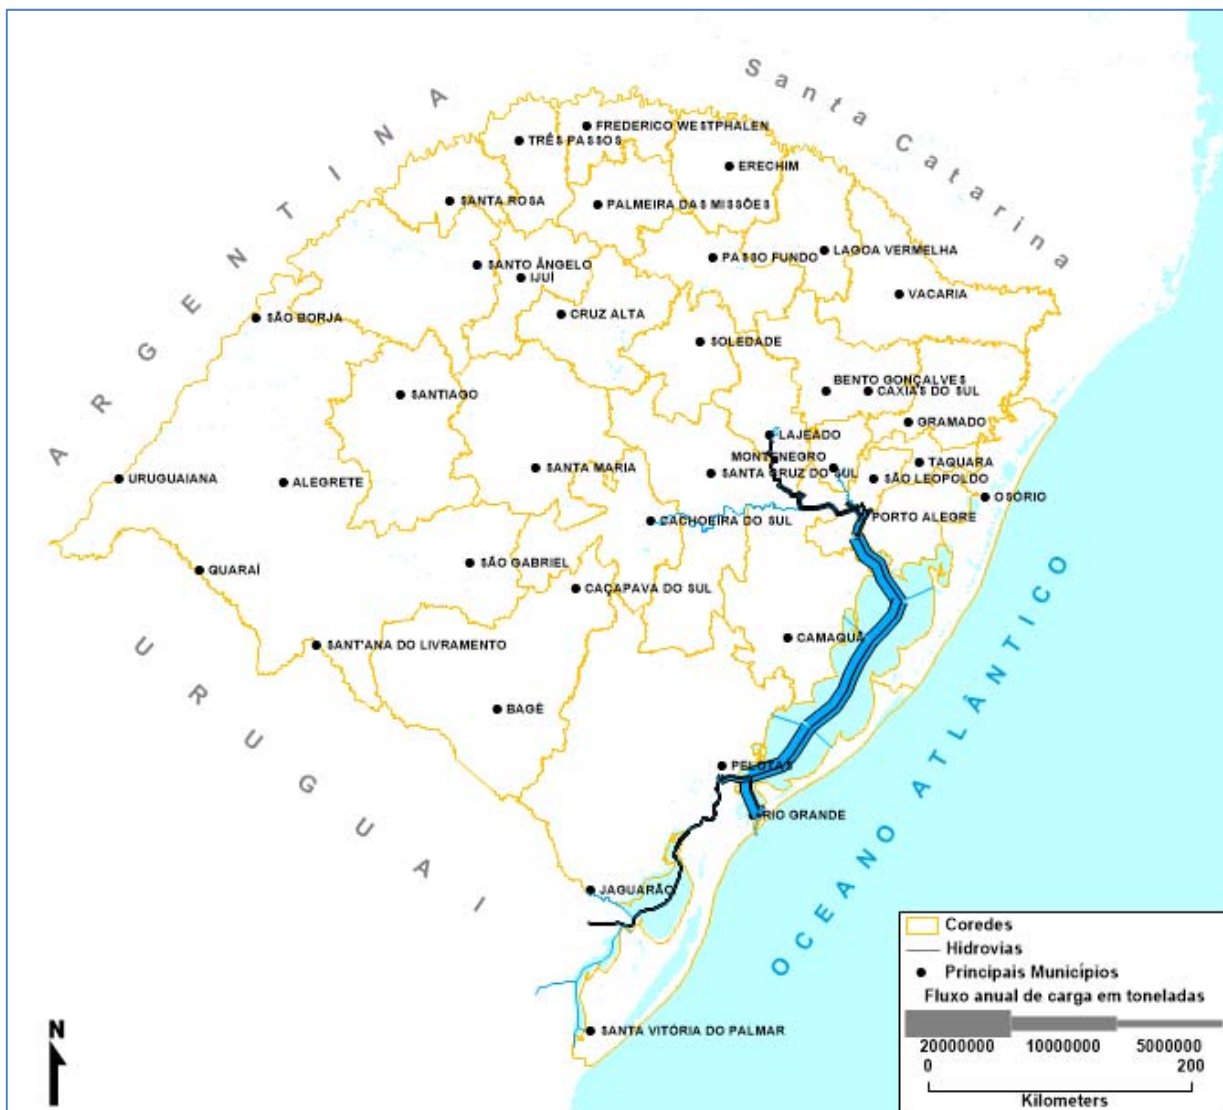 Santa Catarina
ARGENTINA
FREDERICO WESTPHALEN
TRÊS PASSOS
ERECHIM
SANTA ROSA
PALMEIRA DAS MISSÕES
LAGOA VERMELHA
PASSO FUNDO
SANTO ÂNGELO
IJUÍ
VACARIA
SÃO BORJA
CRUZ ALTA
SOLEDADE
BENTO GONÇALVES
SANTIAGO
CAXIAS DO SUL
GRAMADO
LAJEADO
MONTENEGRO
TAQUARA
SANTA MARIA
SANTA CRUZ DO SUL
SÃO LEOPOLDO
URUGUAIANA
ALEGRETE
OSÓRIO
CACHOEIRA DO SUL
PORTO ALEGRE
SÃO GABRIEL
QUARAÍ
CAÇAPAVA DO SUL
CAMAQUÃ
SANT'ANA DO LIVRAMENTO
URUGUAI
OCEANO ATLÂNTICO
BAGÉ
PELOTAS
RIO GRANDE
JAGUARÃO
SANTA VITÓRIA DO PALMAR
N
Coredes
Hidrovias
Principais Municípios
Fluxo anual de carga em toneladas
20000000 10000000 5000000
0 200
Kilometers